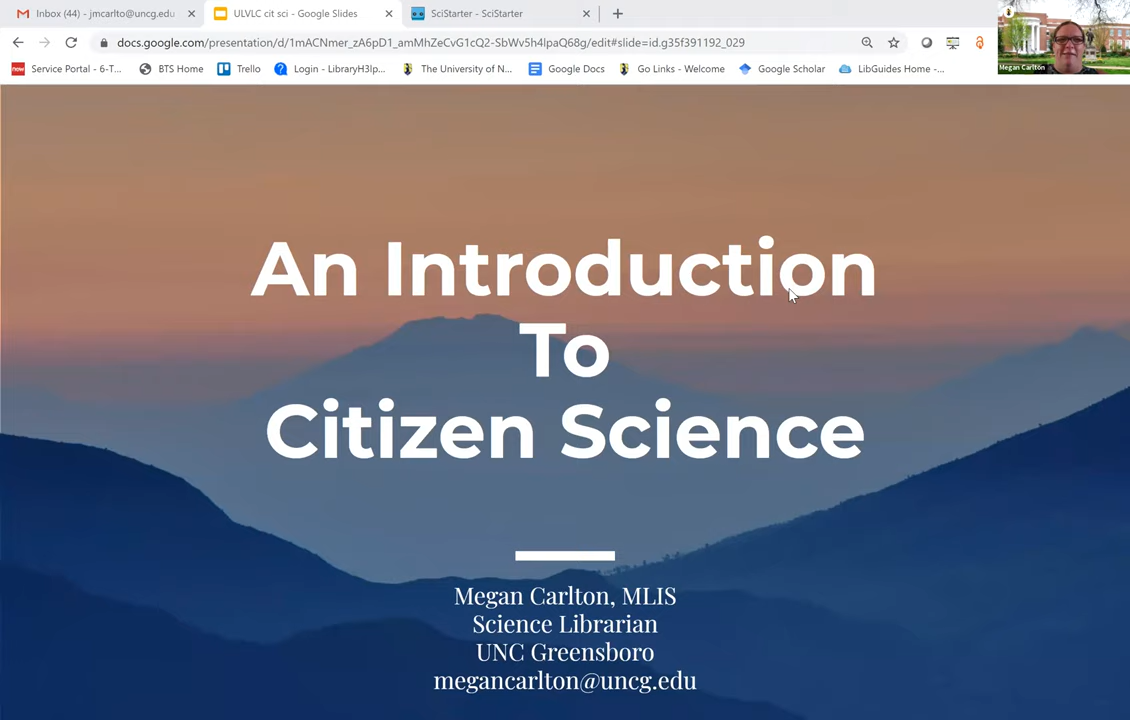 Inbox (44) - jmcarlto@uncg.edu
ULVLC cit sci - Google Slides
SciStarter - SciStarter
docs.google.com/presentation/d/1mACNmer_zA6pD1_amMhZeCvG1cQ2-SbWv5h4lpaQ68g/edit#slide=id.g35f391192_029
now Service Portal - 6-T...
BTS Home
Trello
Login - LibraryH3lp...
The University of N...
Google Docs
Go Links - Welcome
Google Scholar
LibGuides Home -...
Megan Carlton
An Introduction
To
Citizen Science
Megan Carlton, MLIS
Science Librarian
UNC Greensboro
megancarlton@uncg.edu